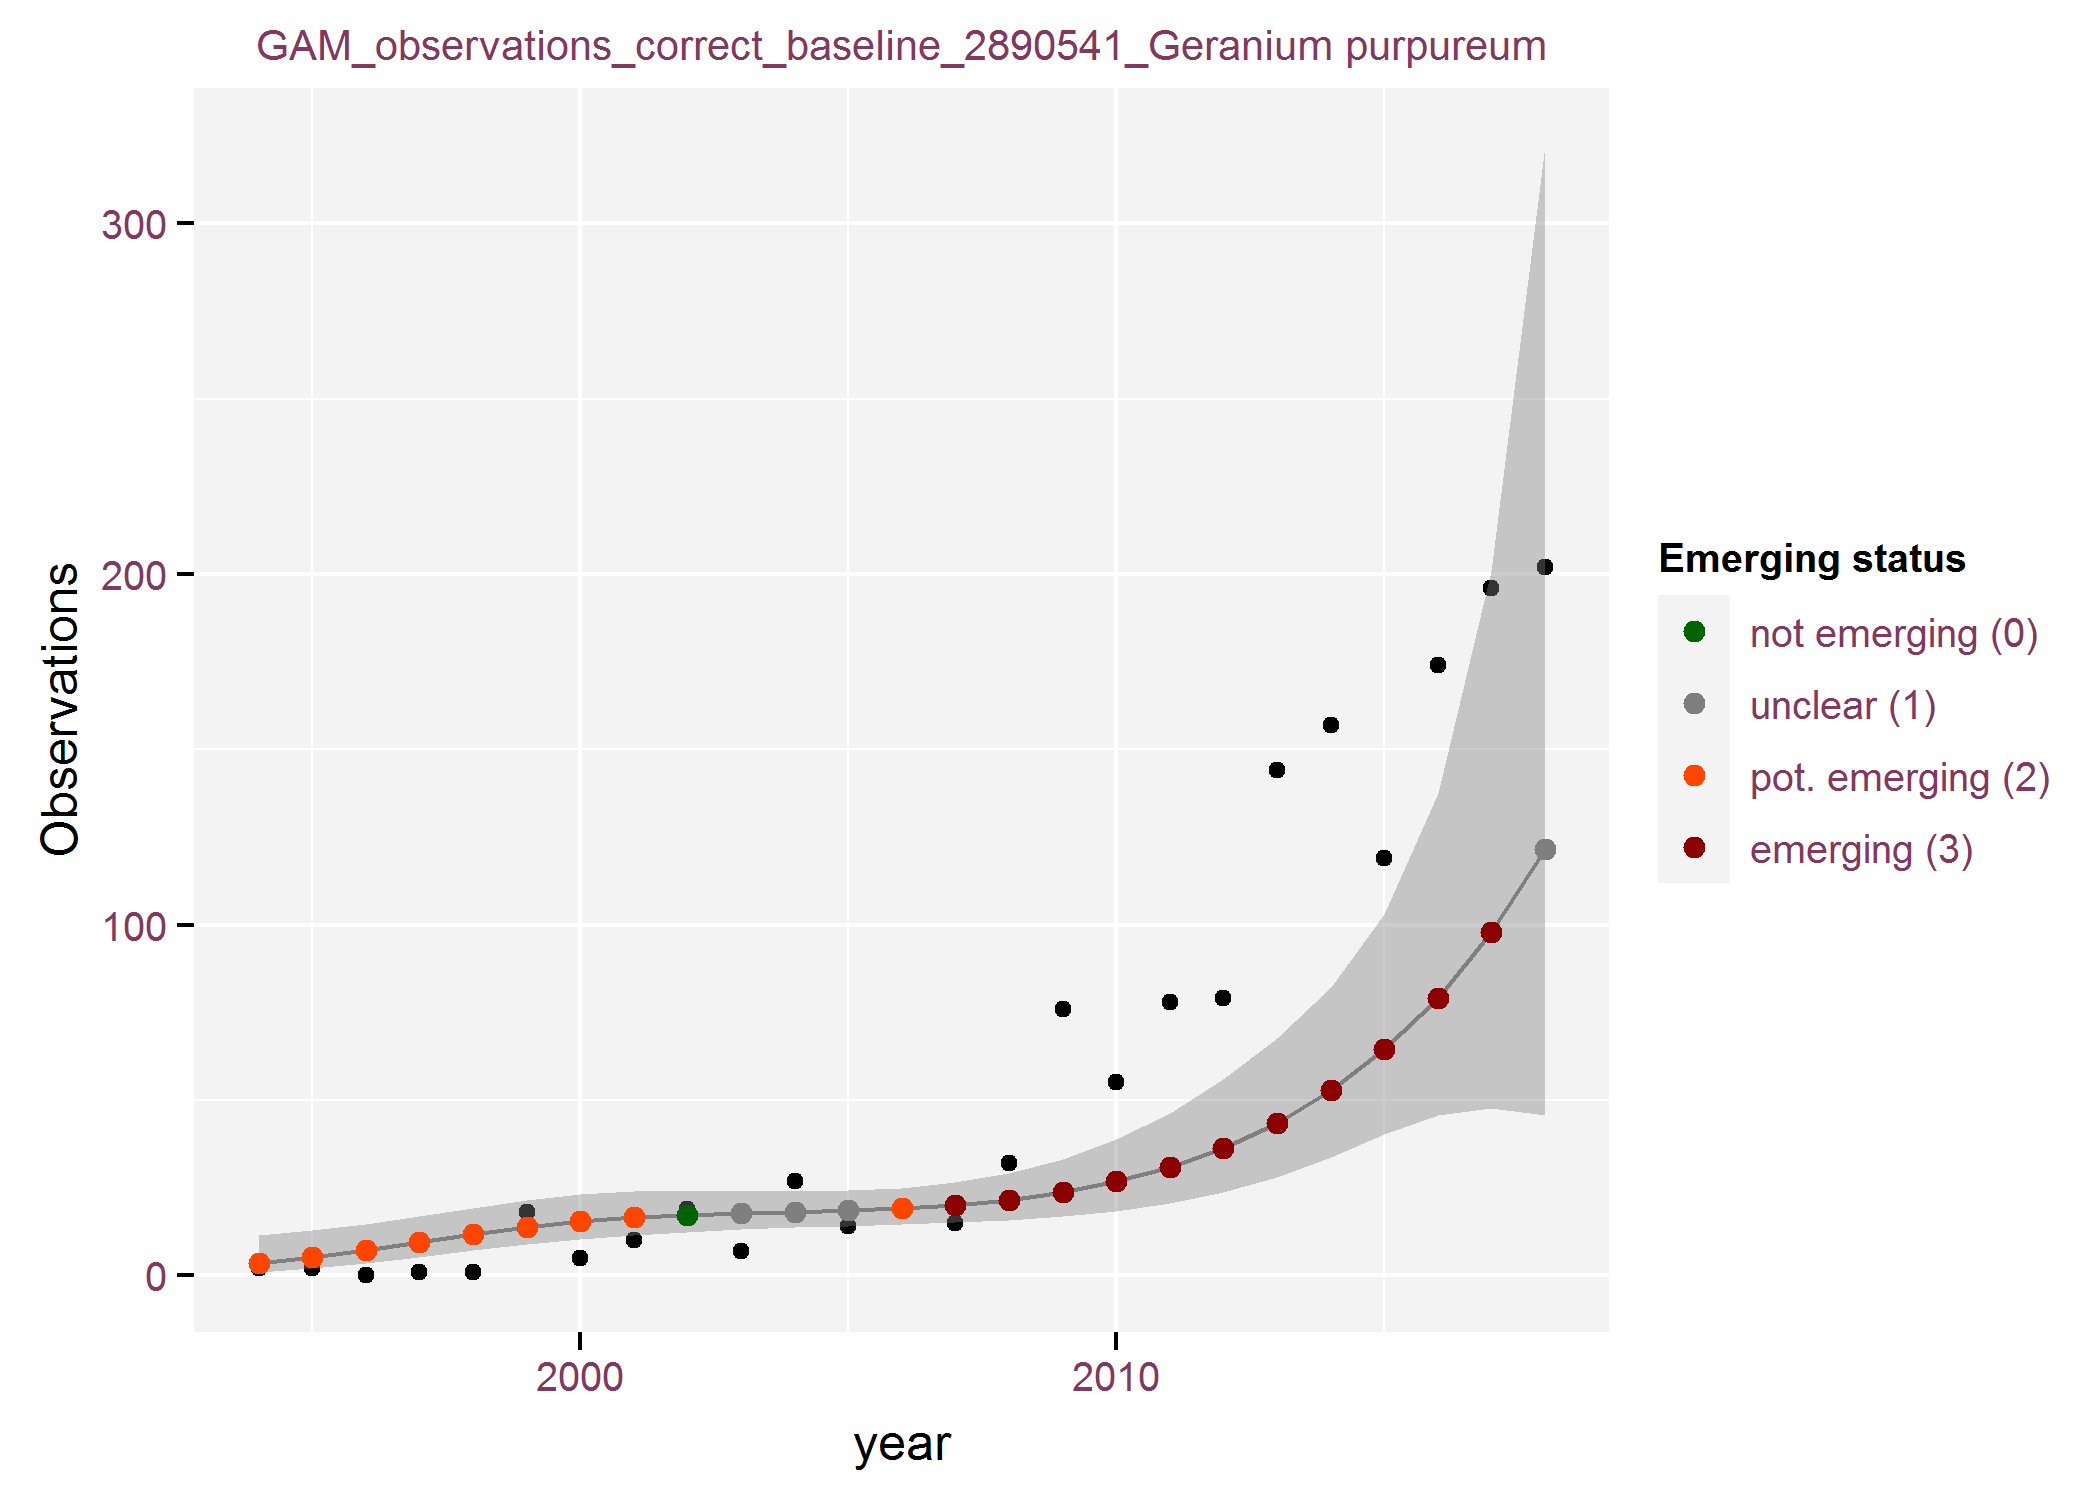 GAM_observations_correct_baseline_2890541_Geranium purpureum
Observations
300
200
100
0
2000
2010
year
Emerging status
not emerging (0)
unclear (1)
pot. emerging (2)
emerging (3)